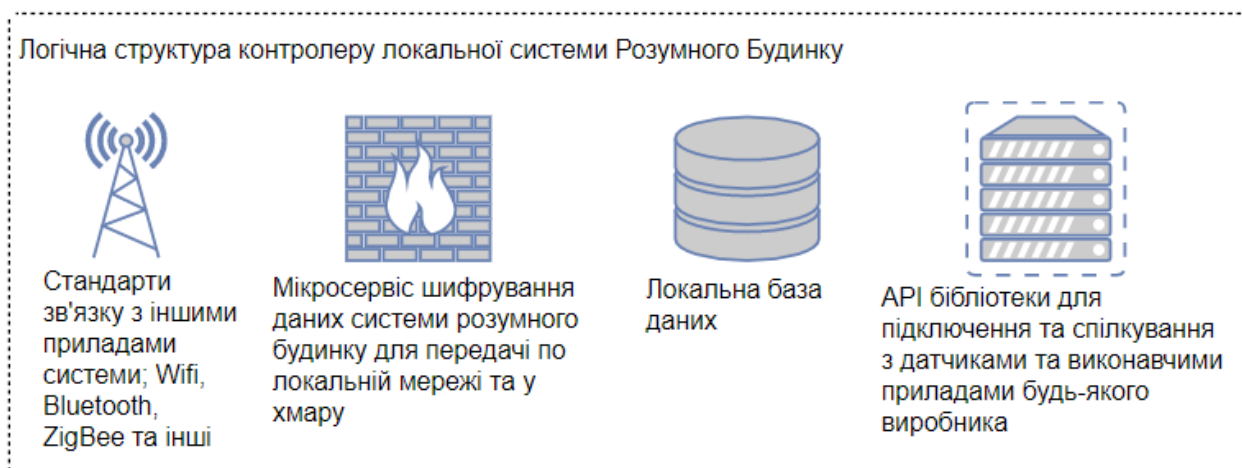 Логічна структура контролеру локальної системи Розумного Будинку
Стандарти
зв'язку з іншими
приладами
системи; Wifi,
Bluetooth,
ZigBee та інші
Мікросервіс шифрування
даних системи розумного
будинку для передачі по
локальній мережі та у
хмару
Локальна база
даних
API бібліотеки для
підключення та спілкування
з датчиками та виконавчими
приладами будь-якого
виробника